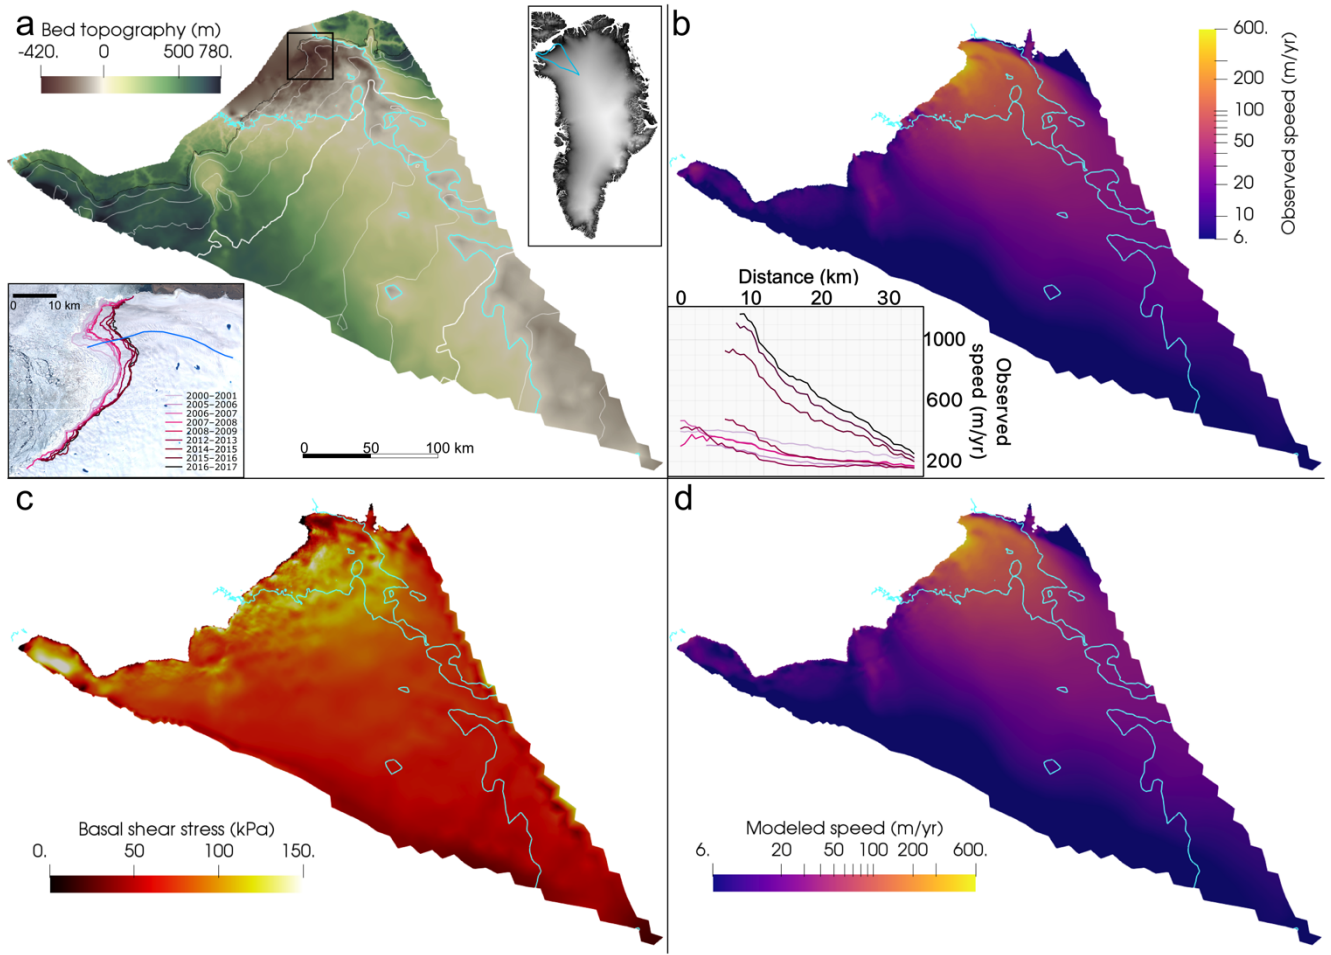 a
Bed topography (m)
-420. 0 500 780.
0 10 km
2000-2001
2005-2006
2006-2007
2007-2008
2008-2009
2012-2013
2014-2015
2015-2016
2016-2017
0 50 100 km
b
600.
200
100
50
20
10
6.
Observed speed (m/yr)
Distance (km)
0 10 20 30
1000
600
200
Observed
speed (m/yr)
c
Basal shear stress (kPa)
0. 50 100 150.
d
Modeled speed (m/yr)
6. 20 50 100 200 600.